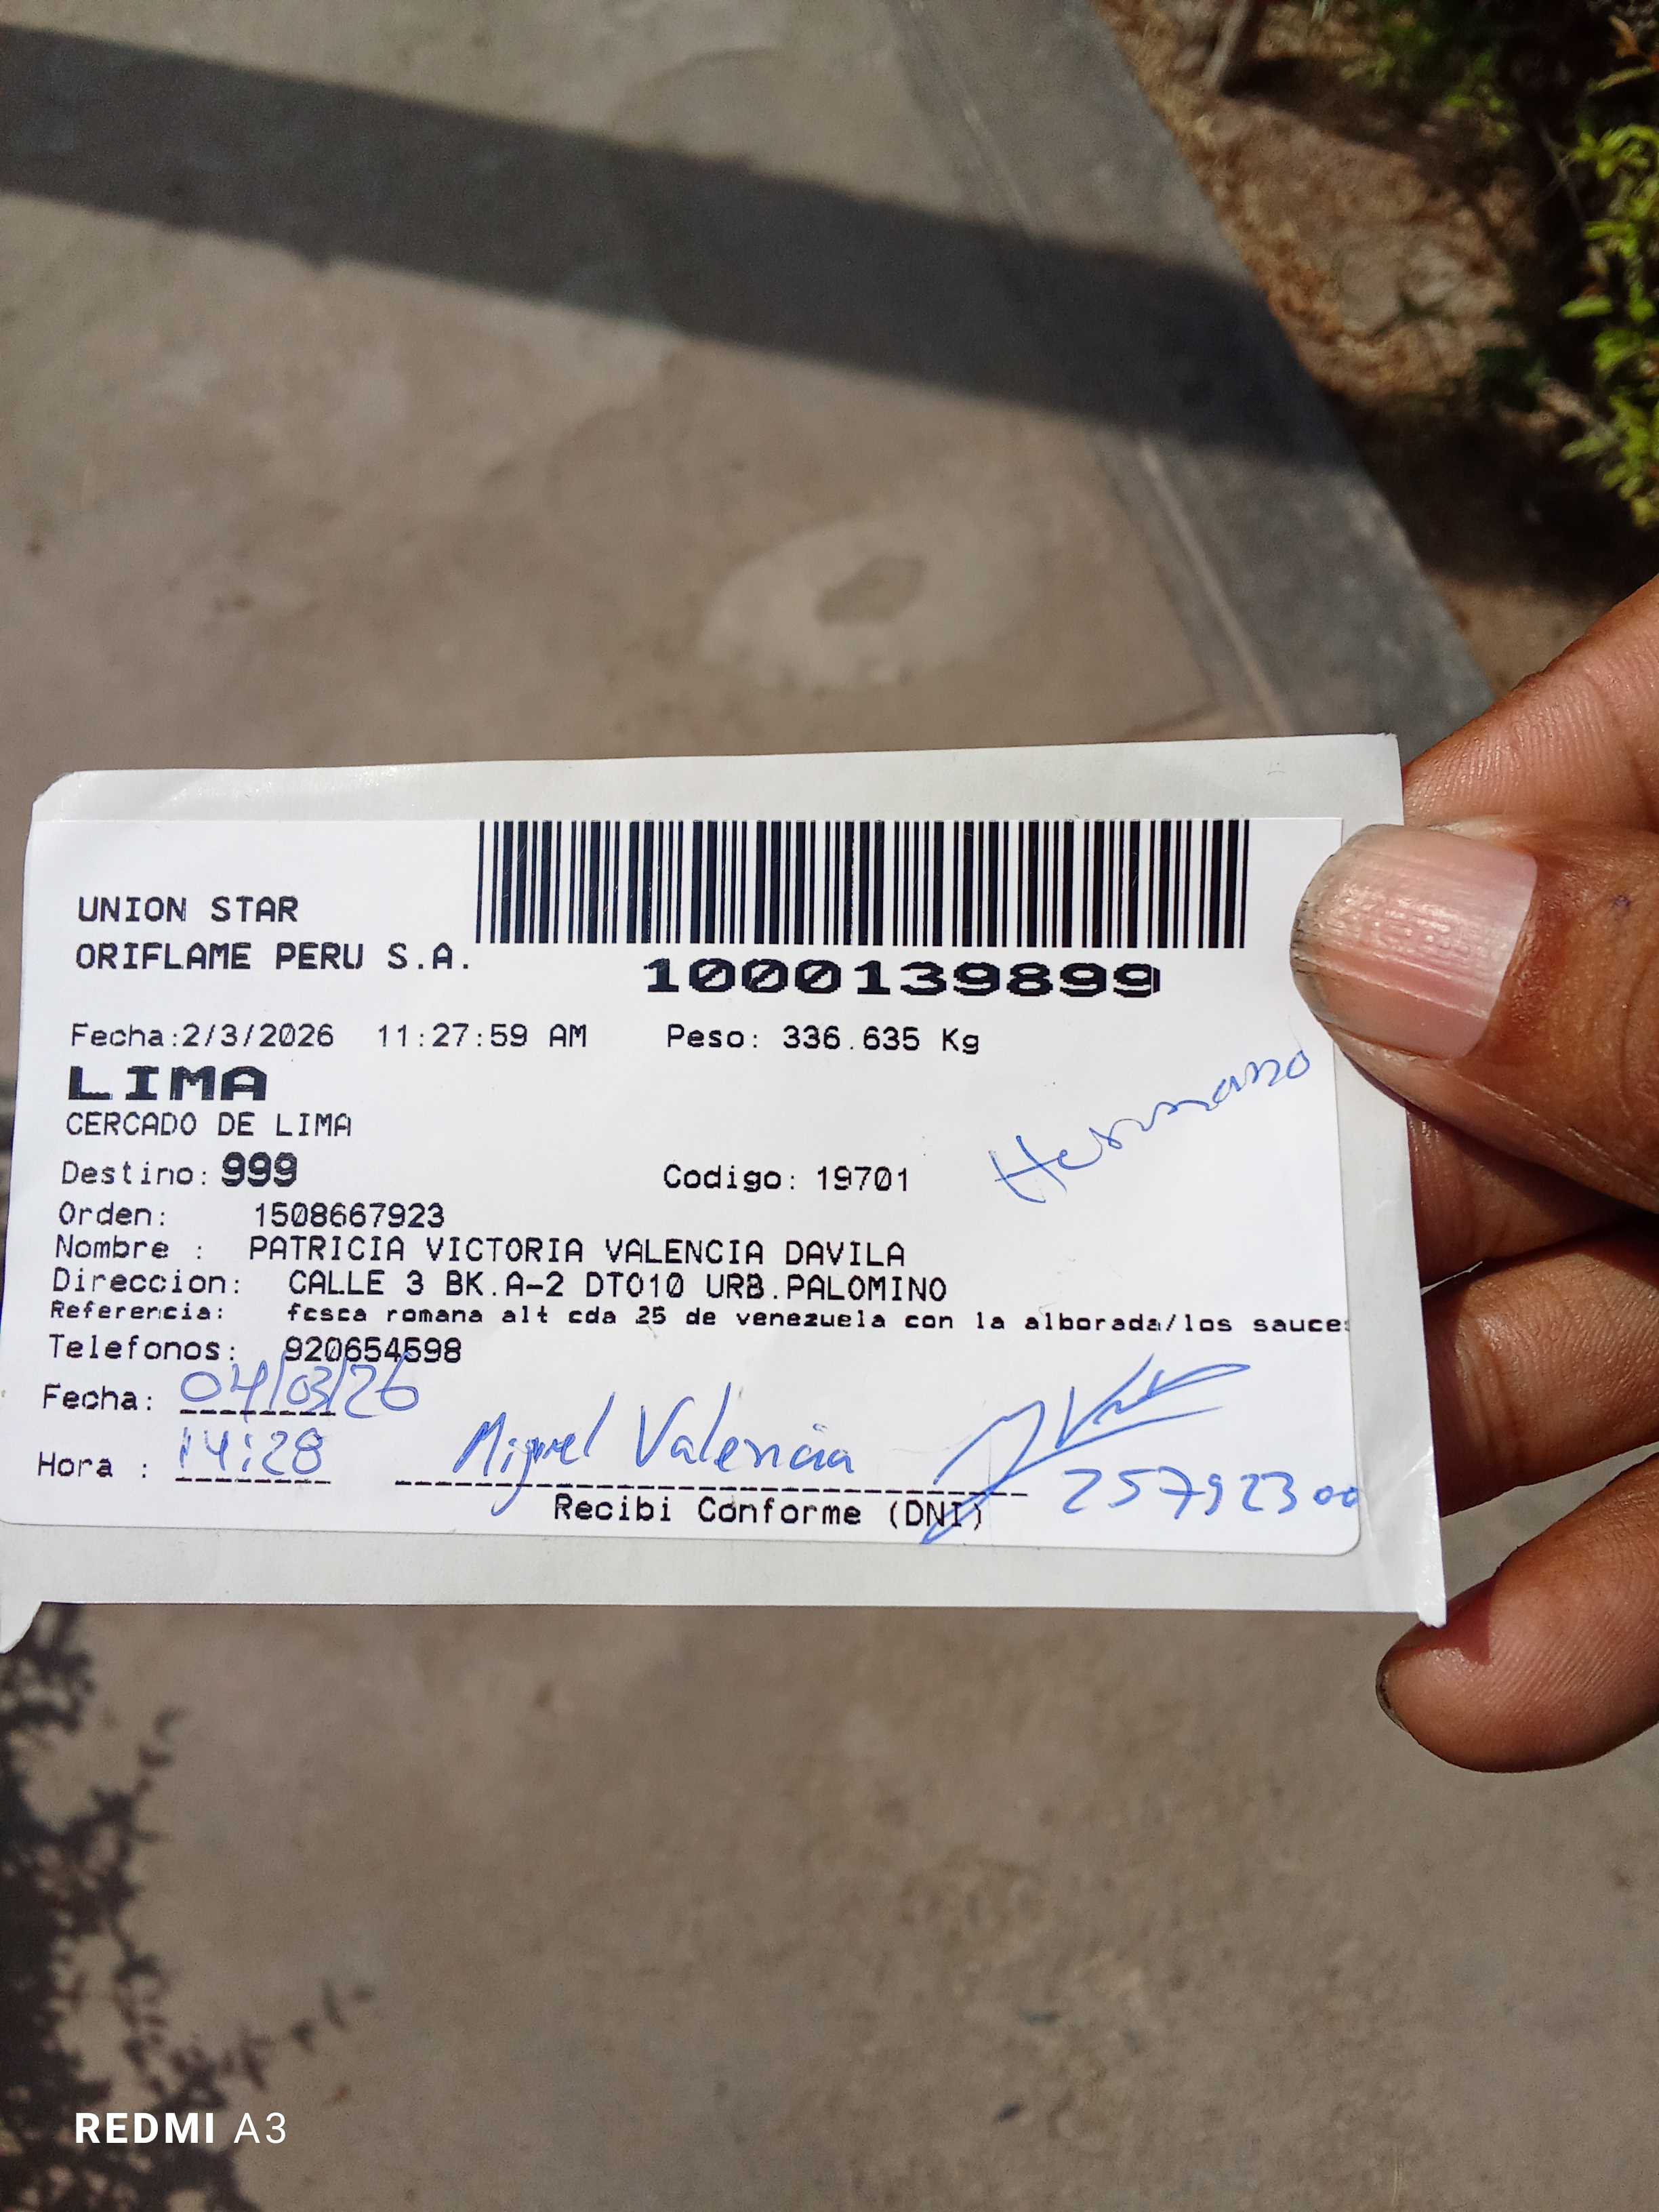 UNION STAR
ORIFLAME PERU S.A.
1000139899
Fecha:2/3/2026 11:27:59 AM Peso: 336.635 Kg
LIMA
CERCADO DE LIMA
Hermano
Destino: 999 Codigo: 19701
Orden: 1508667923
Nombre : PATRICIA VICTORIA VALENCIA DAVILA
Direccion: CALLE 3 BK.A-2 DTO10 URB.PALOMINO
Referencia: fcsca romana alt cda 25 de venezuela con la alborada/los sauces
Telefonos: 920654598
Fecha: 04/03/26
Hora : 14:28 Miguel Valencia
Recibi Conforme (DNI) 25792300
REDMI A3